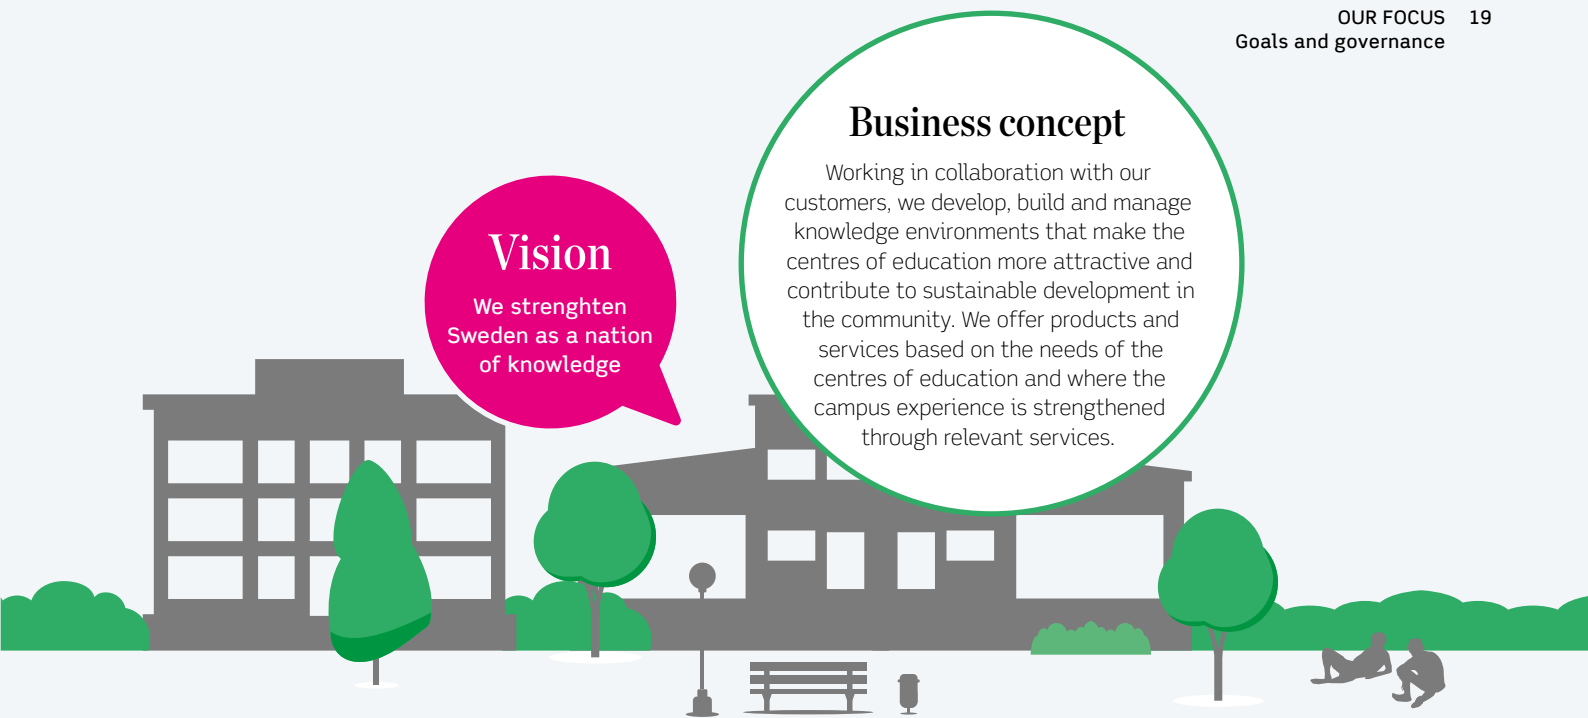 OUR FOCUS 19
Goals and governance
Business concept
Working in collaboration with our
customers, we develop, build and manage
knowledge environments that make the
centres of education more attractive and
contribute to sustainable development in
the community. We offer products and
services based on the needs of the
centres of education and where the
campus experience is strengthened
through relevant services.
Vision
We strenghten
Sweden as a nation
of knowledge